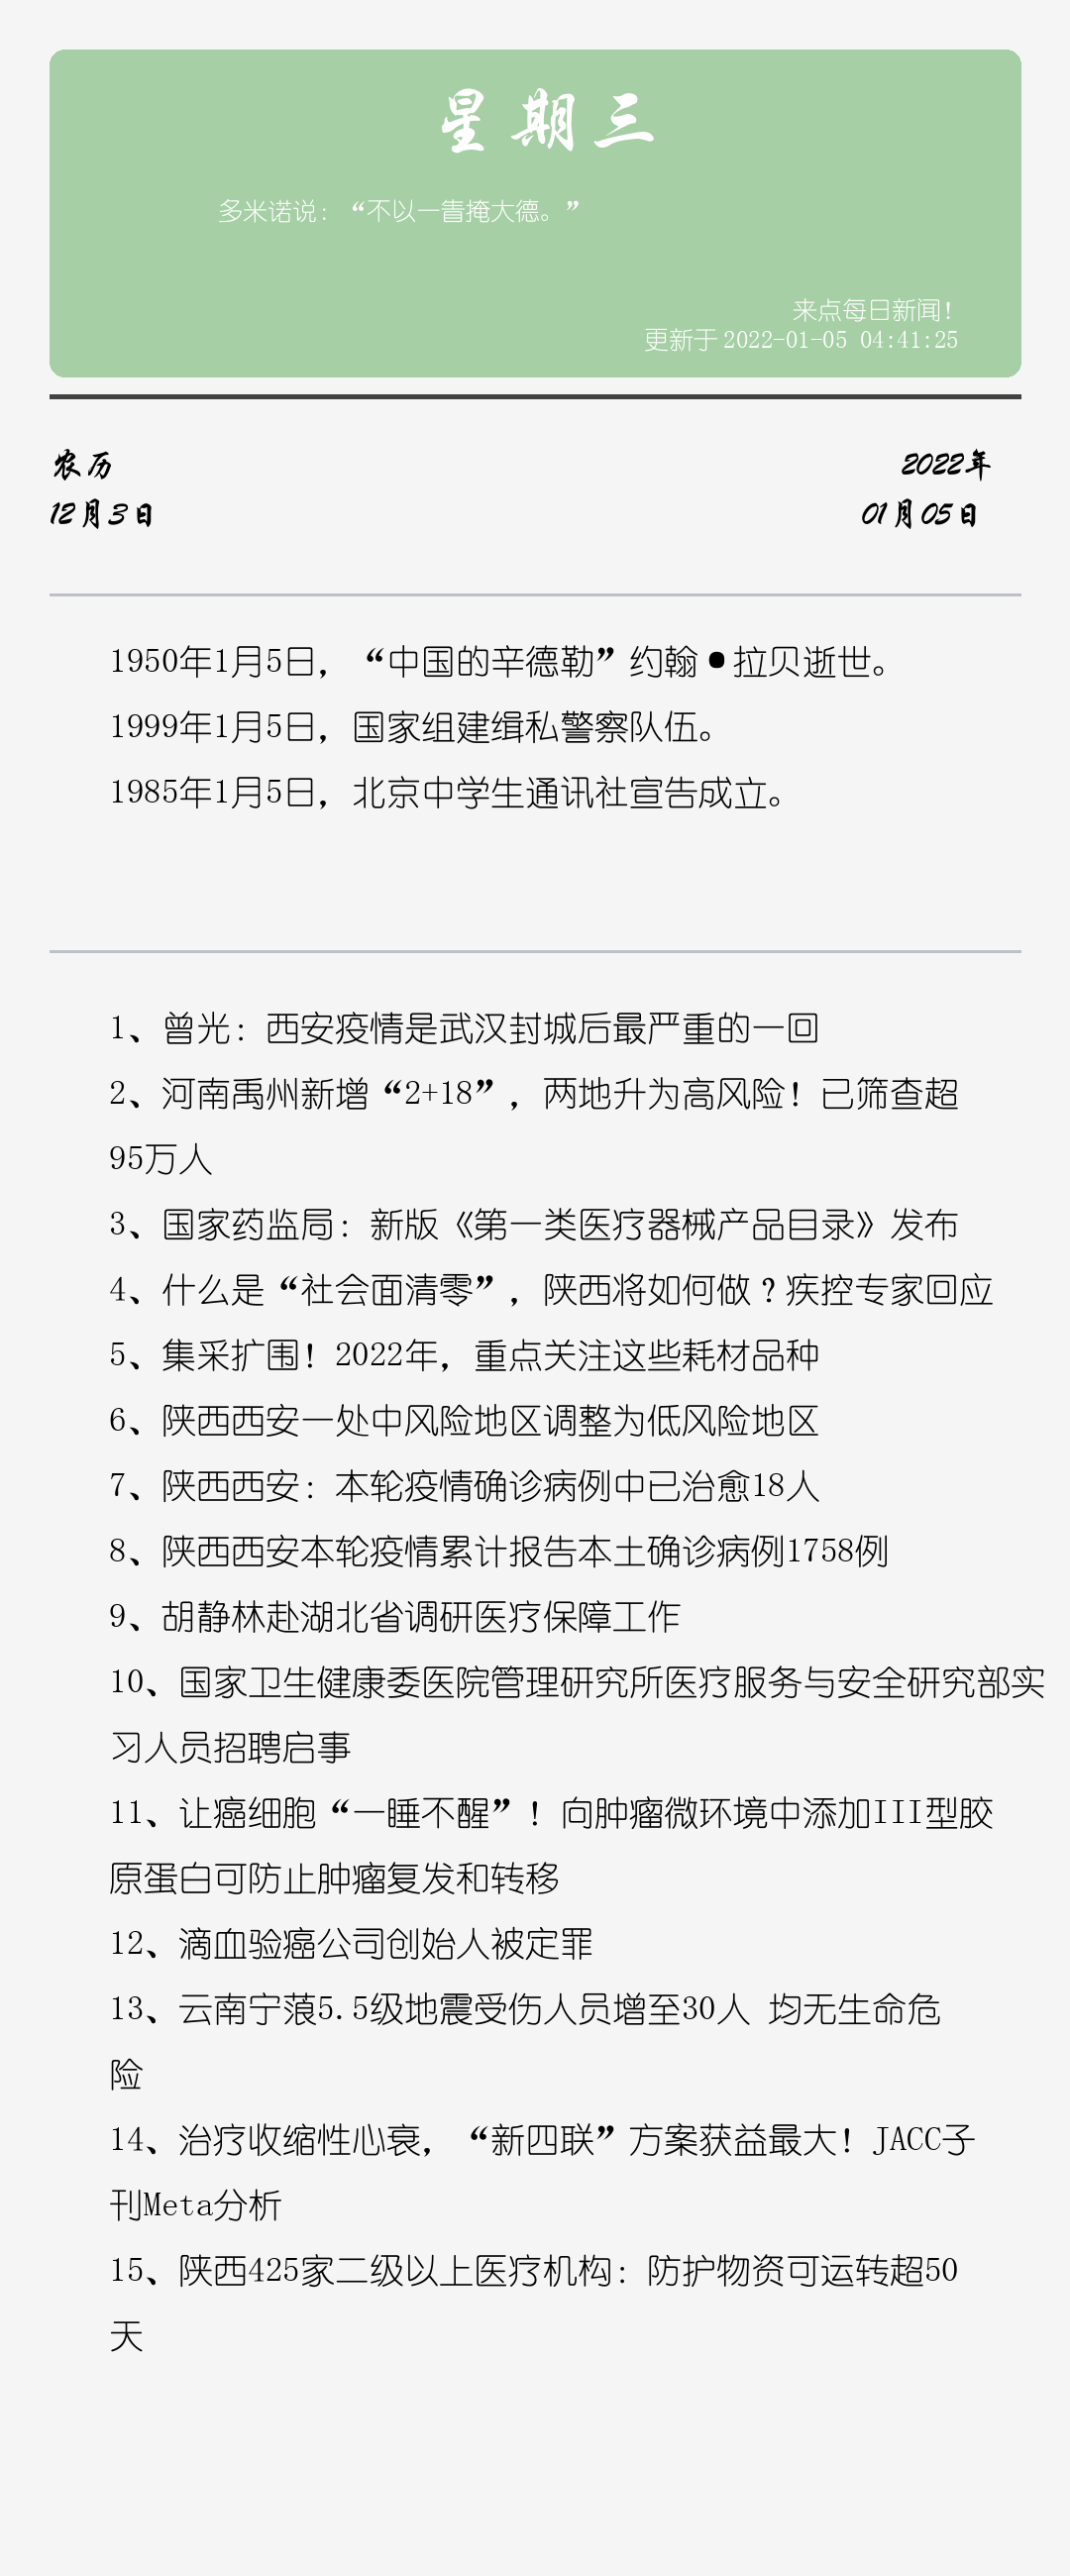 星期三
多米诺说：“不以一眚掩大德。”
来点每日新闻！
更新于 2022-01-05 04:41:25
农历
2022年
12月3日
01月05日
1950年1月5日，“中国的辛德勒”约翰•拉贝逝世。
1999年1月5日，国家组建缉私警察队伍。
1985年1月5日，北京中学生通讯社宣告成立。
1、曾光：西安疫情是武汉封城后最严重的一回
2、河南禹州新增“2+18”，两地升为高风险！已筛查超
95万人
3、国家药监局：新版《第一类医疗器械产品目录》发布
4、什么是“社会面清零”，陕西将如何做？疾控专家回应
5、集采扩围！2022年，重点关注这些耗材品种
6、陕西西安一处中风险地区调整为低风险地区
7、陕西西安：本轮疫情确诊病例中已治愈18人
8、陕西西安本轮疫情累计报告本土确诊病例1758例
9、胡静林赴湖北省调研医疗保障工作
10、国家卫生健康委医院管理研究所医疗服务与安全研究部实
习人员招聘启事
11、让癌细胞“一睡不醒”！向肿瘤微环境中添加III型胶
原蛋白可防止肿瘤复发和转移
12、滴血验癌公司创始人被定罪
13、云南宁蒗5.5级地震受伤人员增至30人 均无生命危
险
14、治疗收缩性心衰，“新四联”方案获益最大！JACC子
刊Meta分析
15、陕西425家二级以上医疗机构：防护物资可运转超50
天